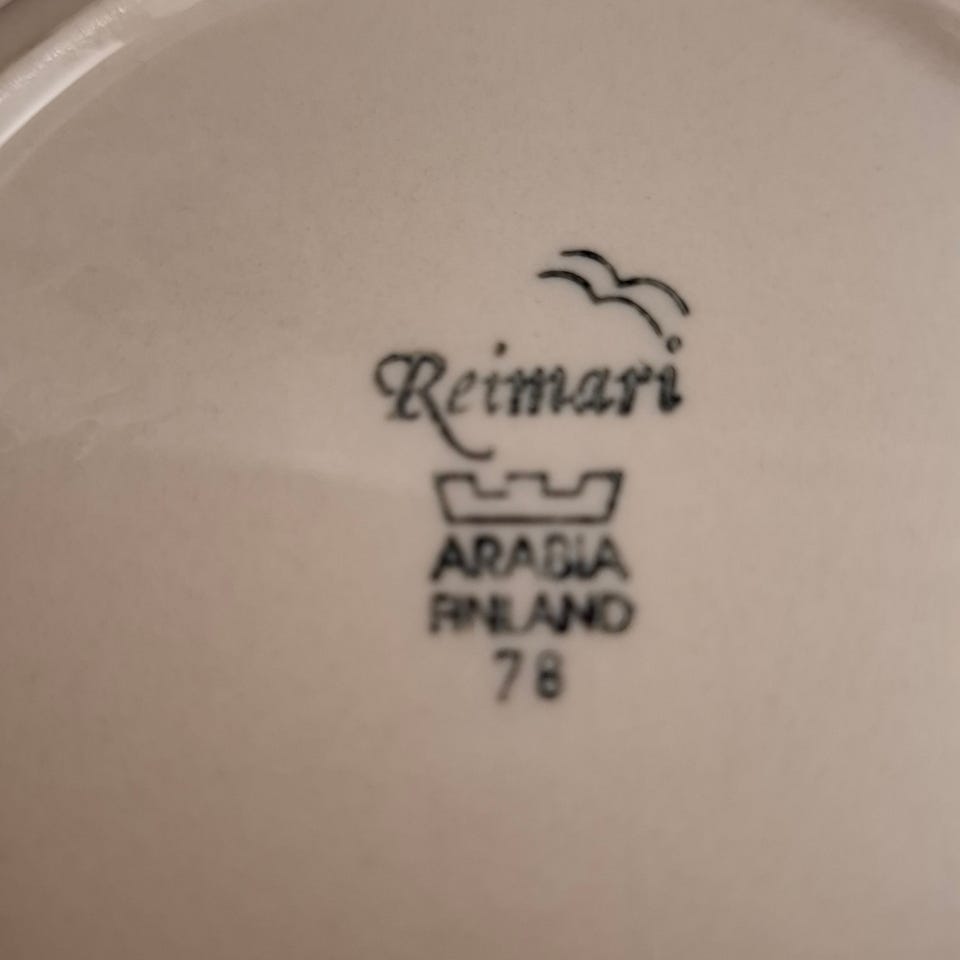 Reimari
ARABIA
FINLAND
78